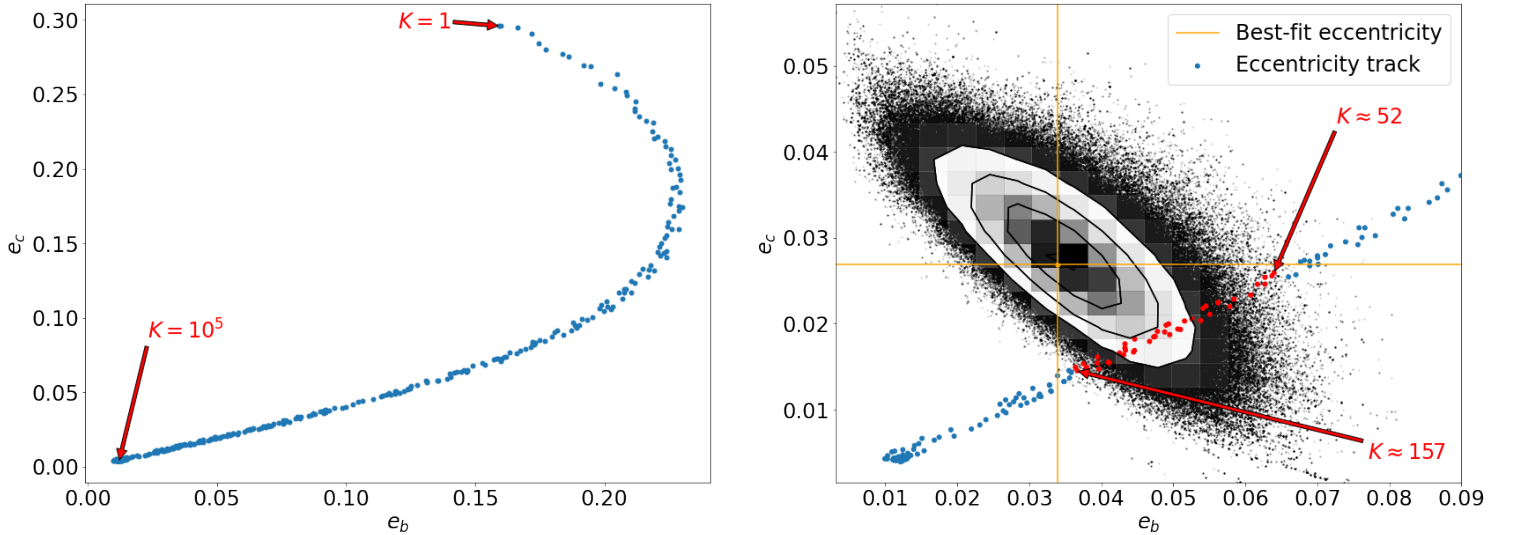 K = 1
K = 10^5
0.30
0.25
0.20
0.15
0.10
0.05
0.00
e_c
0.00 0.05 0.10 0.15 0.20
e_b
Best-fit eccentricity
Eccentricity track
K ≈ 52
K ≈ 157
0.05
0.04
0.03
0.02
0.01
e_c
0.01 0.02 0.03 0.04 0.05 0.06 0.07 0.08 0.09
e_b